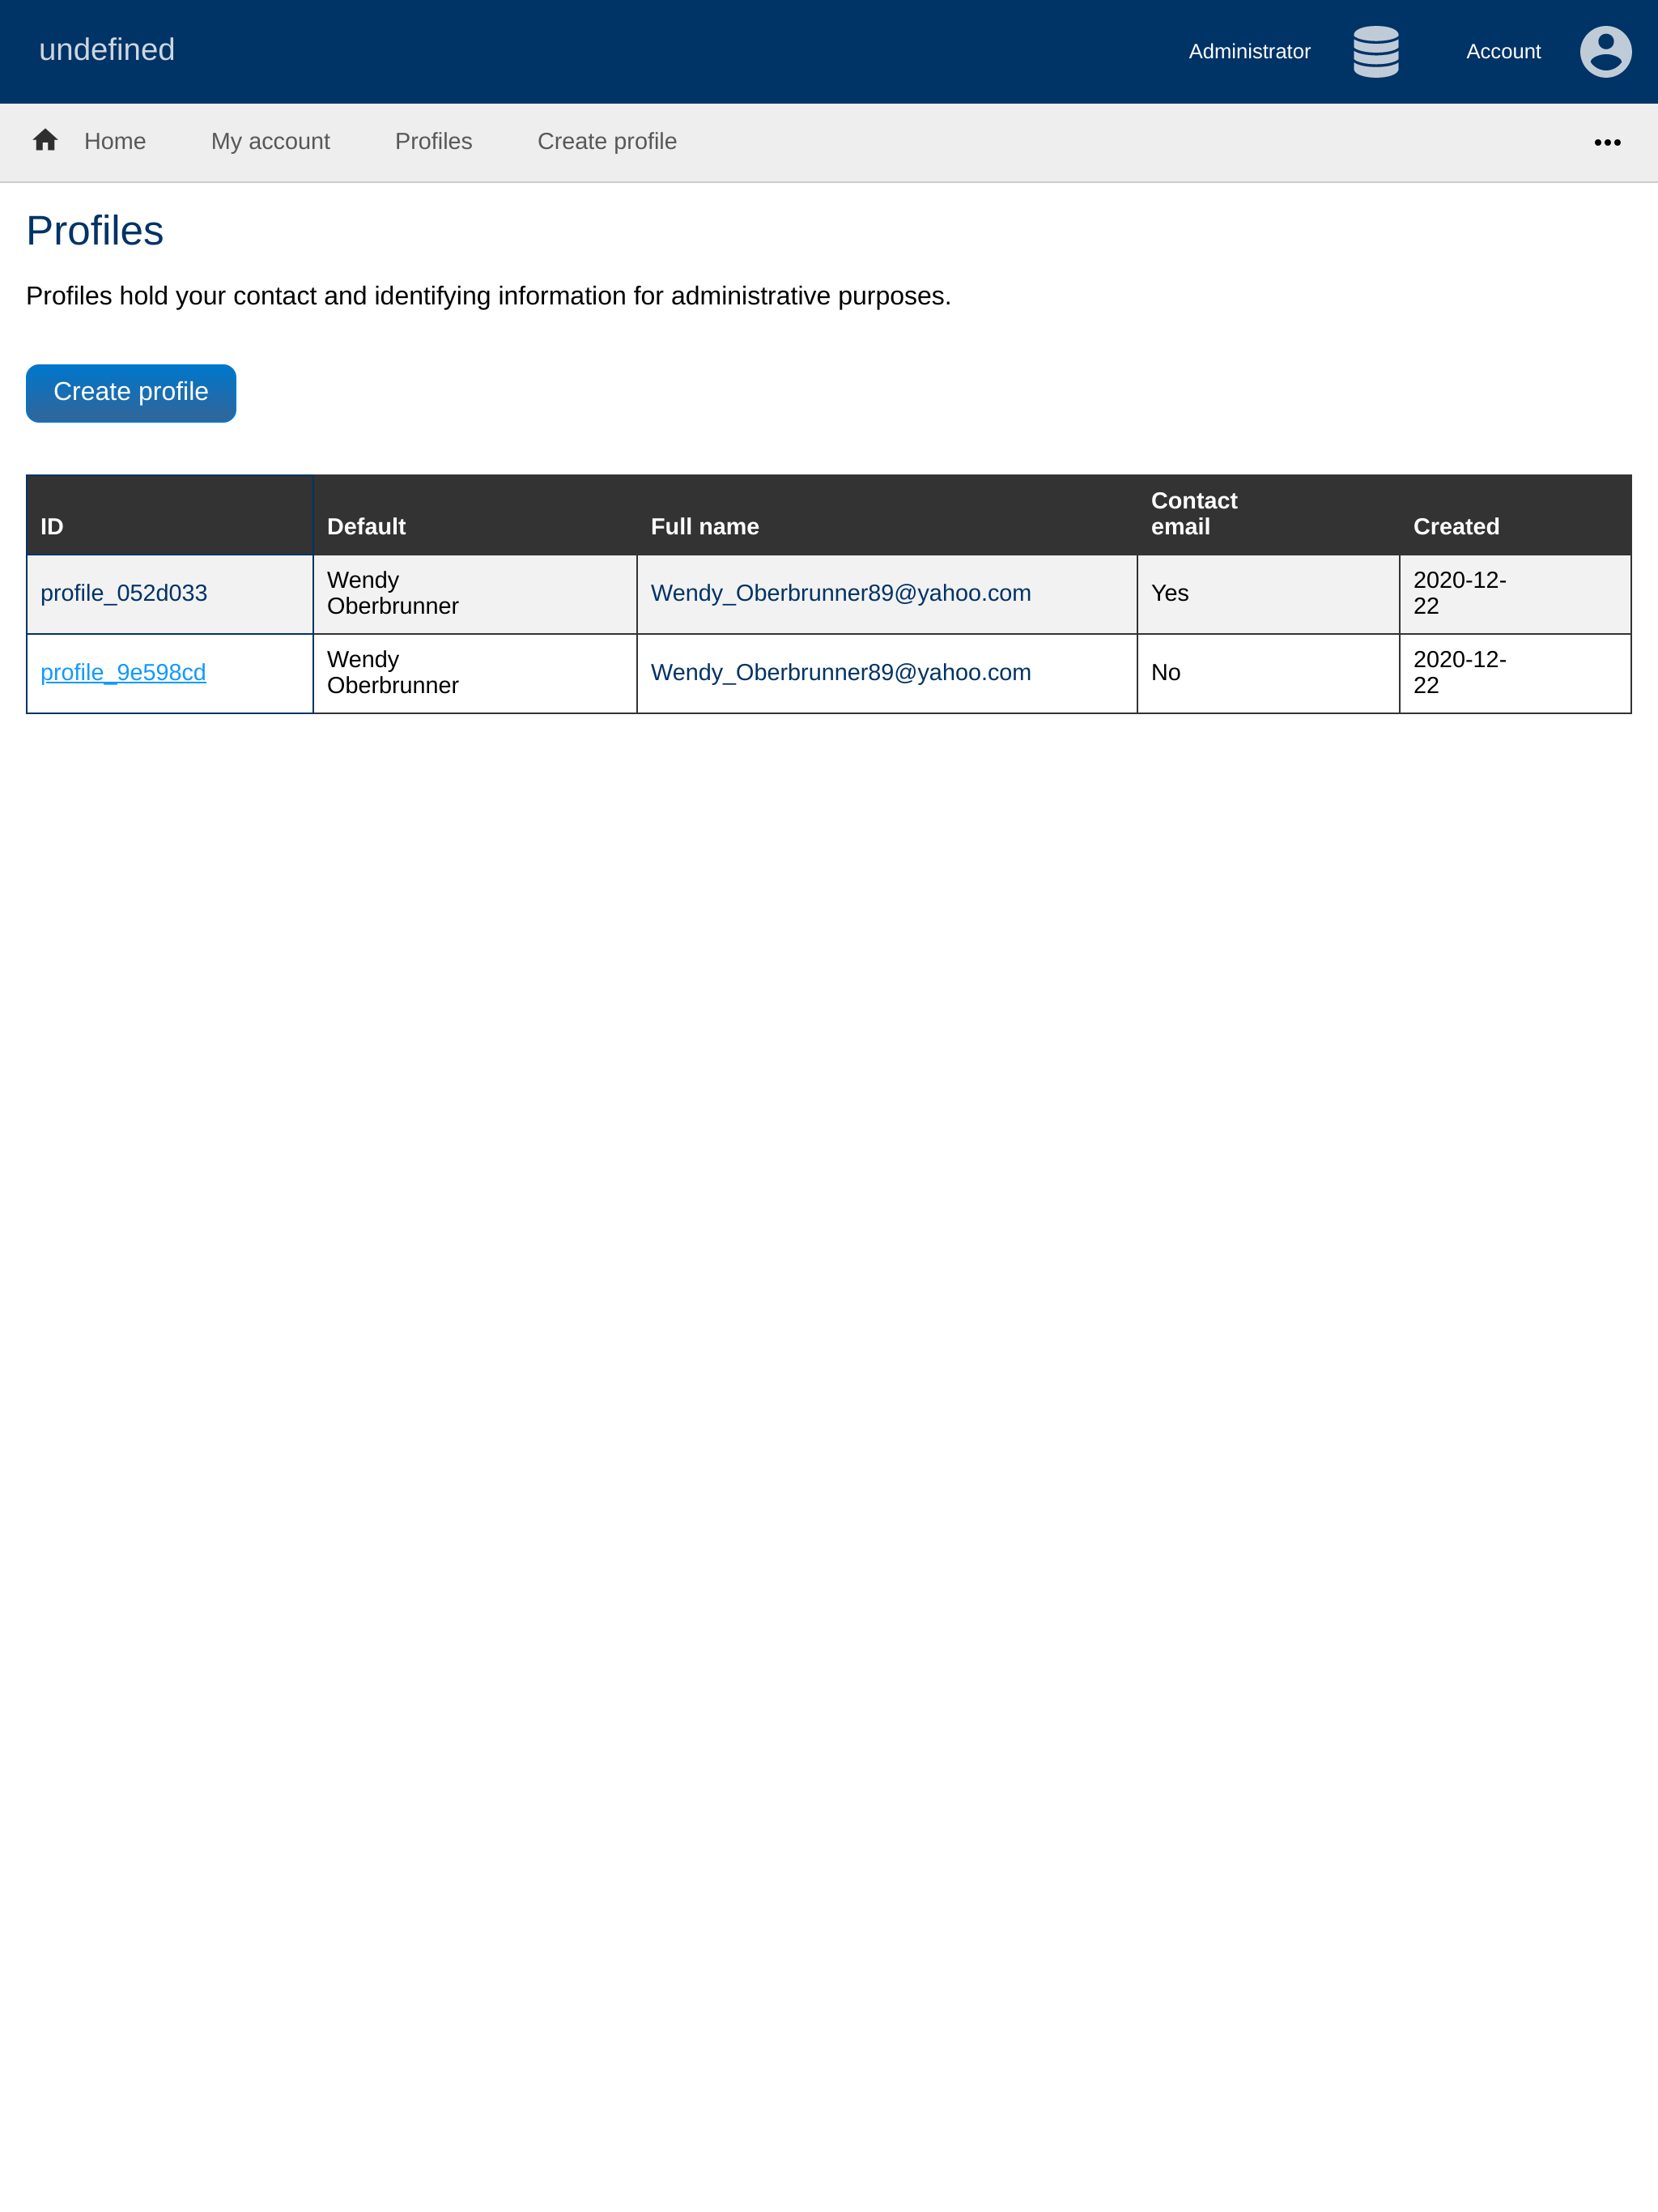 undefined
Administrator
Account
Home
My account
Profiles
Create profile
Profiles
Profiles hold your contact and identifying information for administrative purposes.
Create profile
ID
Default
Full name
Contact
email
Created
profile_052d033
Wendy
Oberbrunner
Wendy_Oberbrunner89@yahoo.com
Yes
2020-12-
22
profile_9e598cd
Wendy
Oberbrunner
Wendy_Oberbrunner89@yahoo.com
No
2020-12-
22